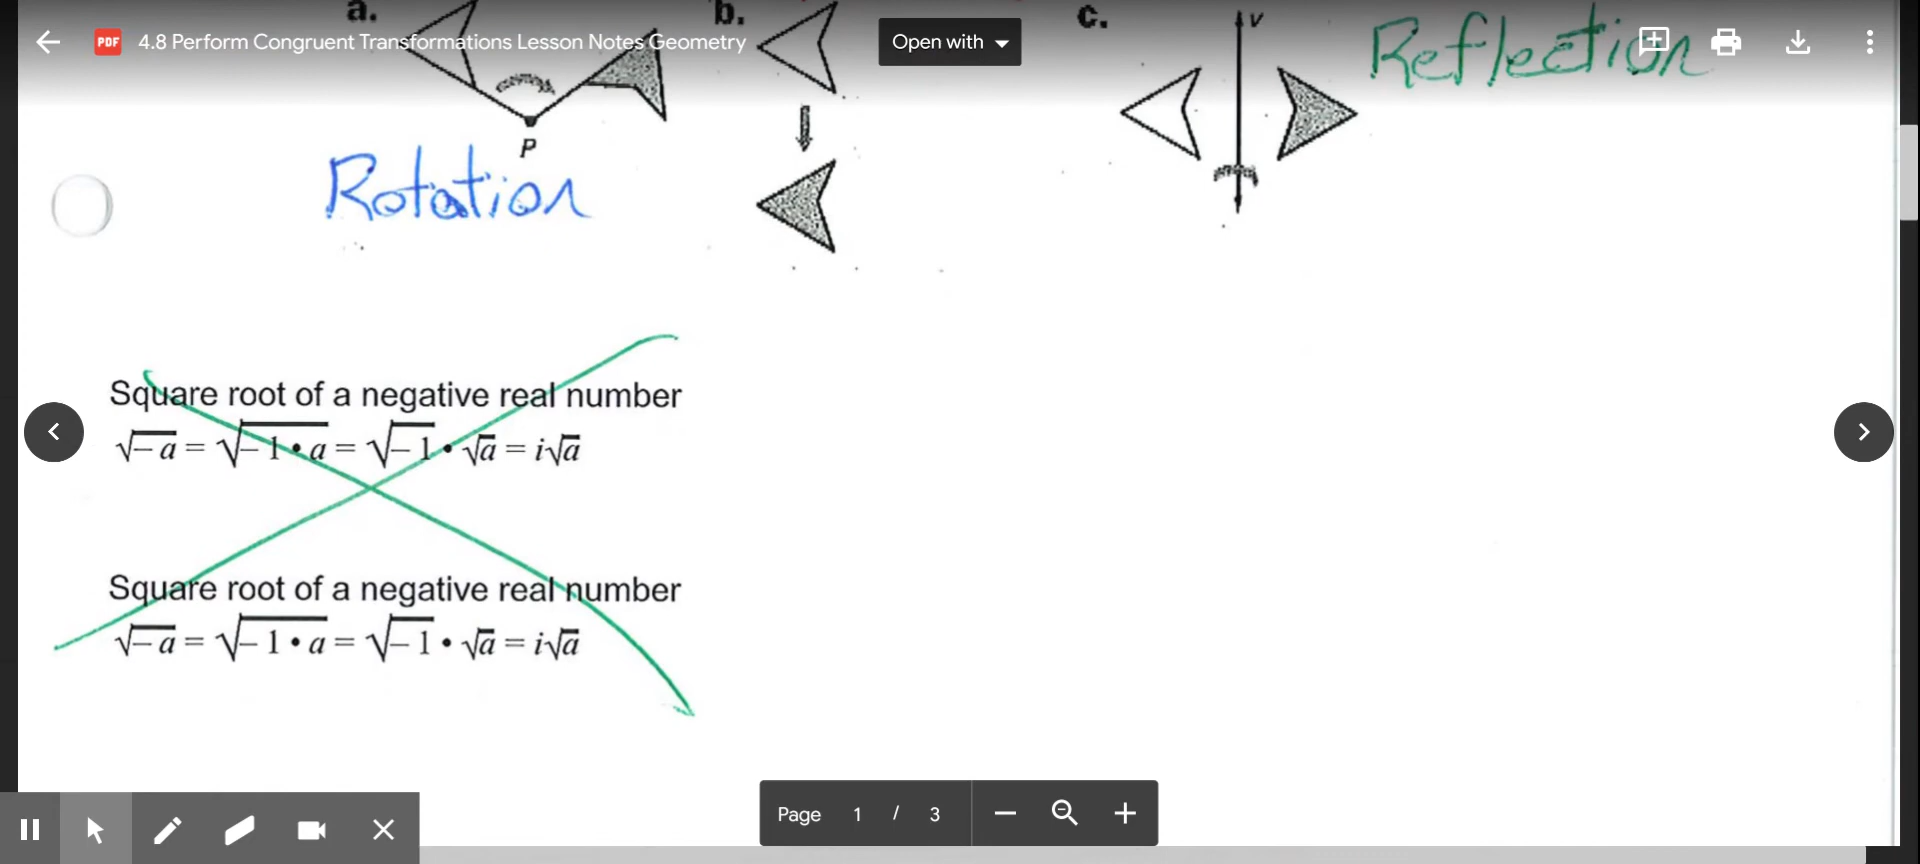 a.
b.
c.
4.8 Perform Congruent Transformations Lesson Notes Geometry
PDF
Open with
V
Reflection
P
Rotation
Square root of a negative real number
√-a = √-1 • a = √-1 • √a = i√a
Square root of a negative real number
√-a = √-1 • a = √-1 • √a = i√a
Page 1 / 3